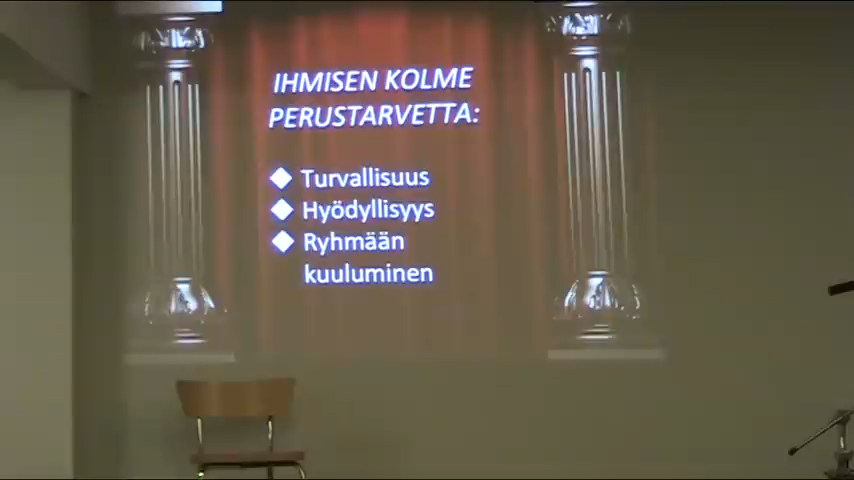 IHMISEN KOLME
PERUSTARVETTA:
Turvallisuus
Hyödyllisyys
Ryhmään
kuuluminen